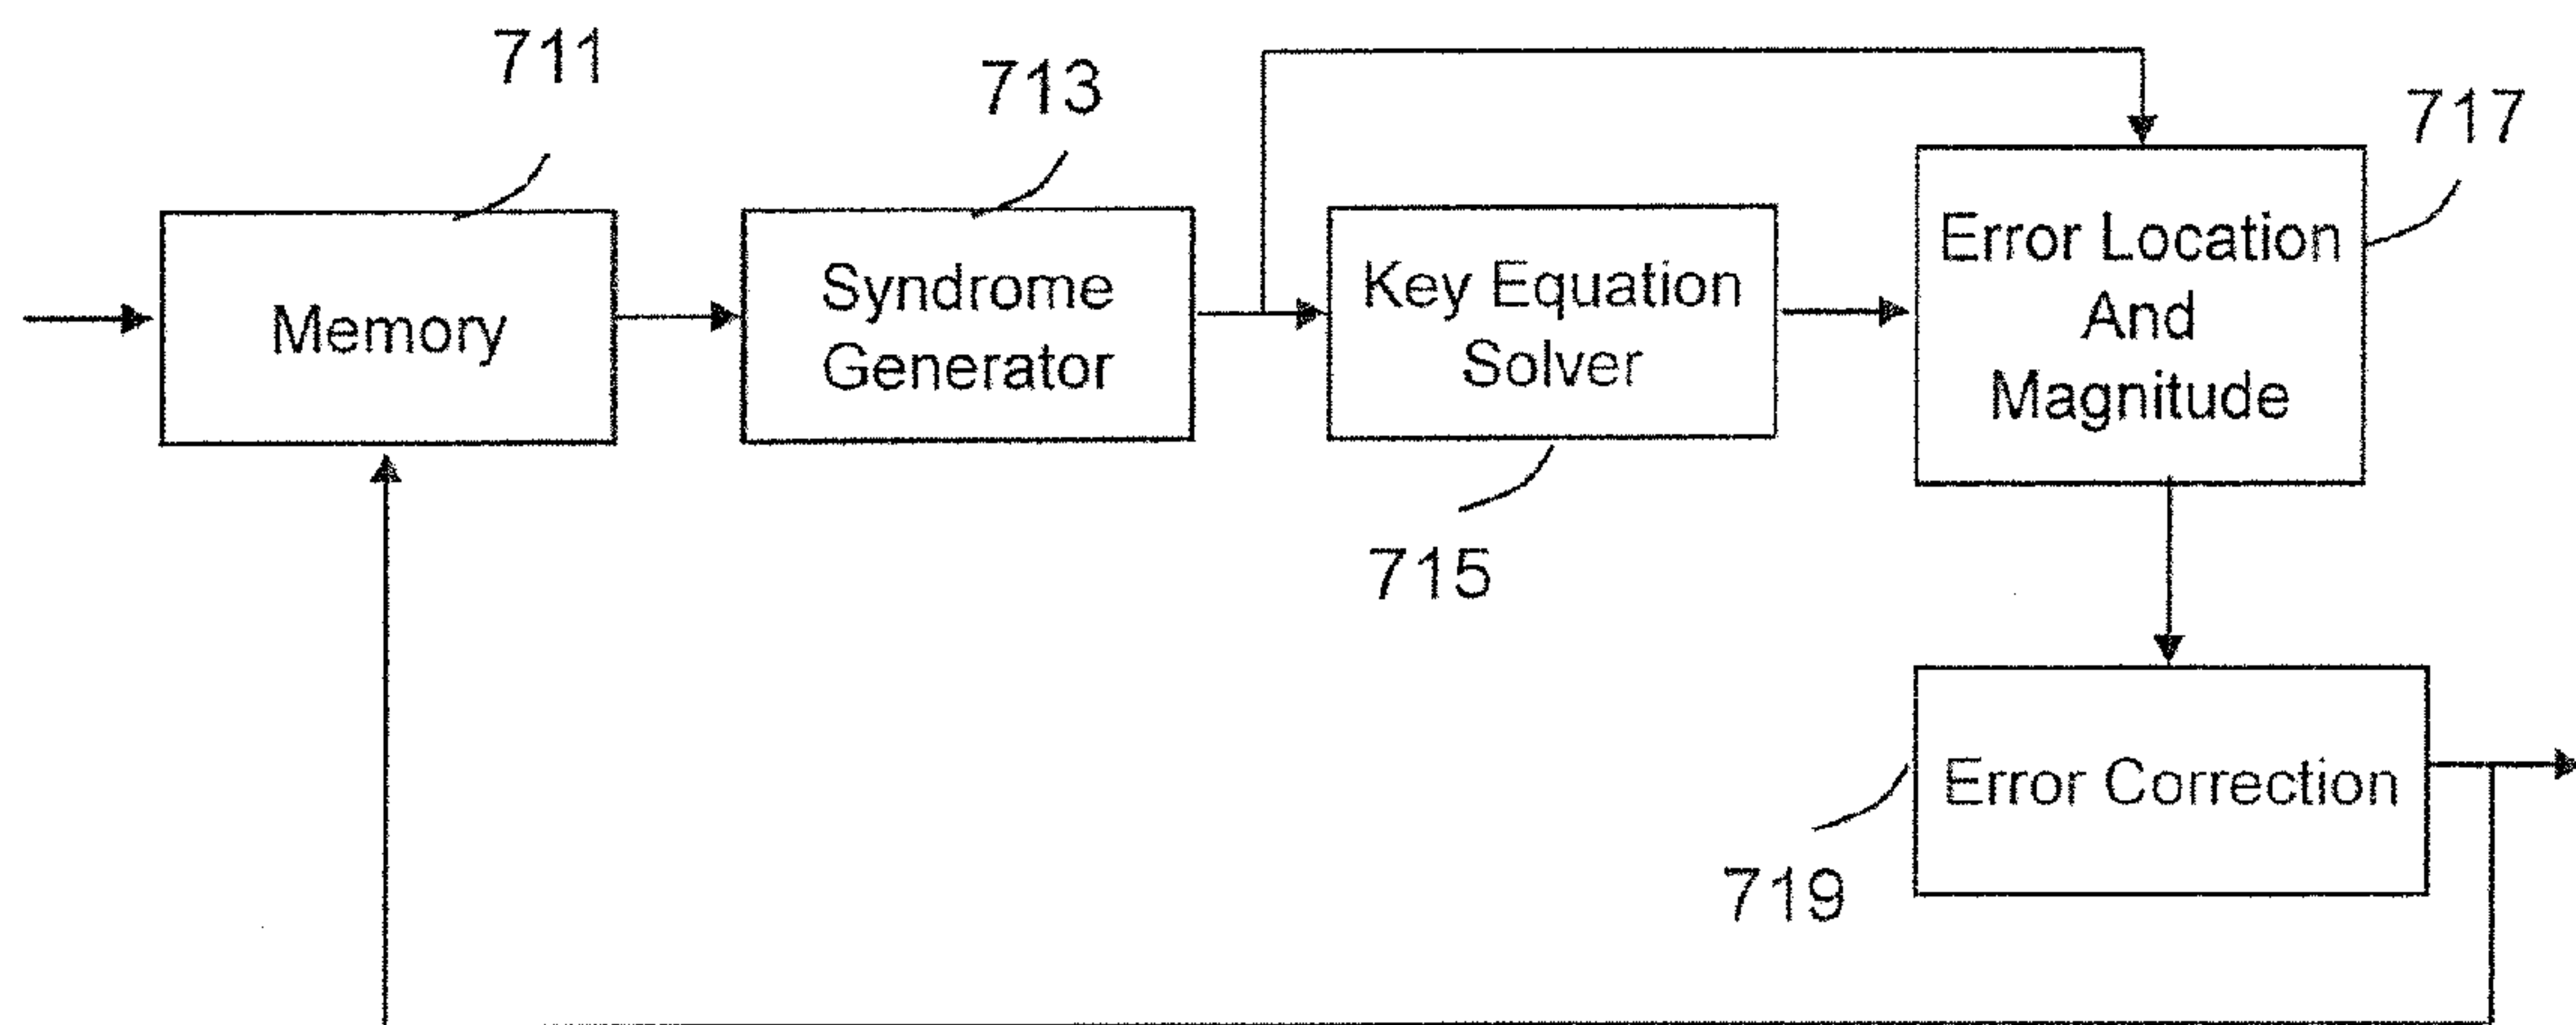 711
713
717
Memory
Syndrome
Generator
Key Equation
Solver
Error Location
And
Magnitude
715
Error Correction
719